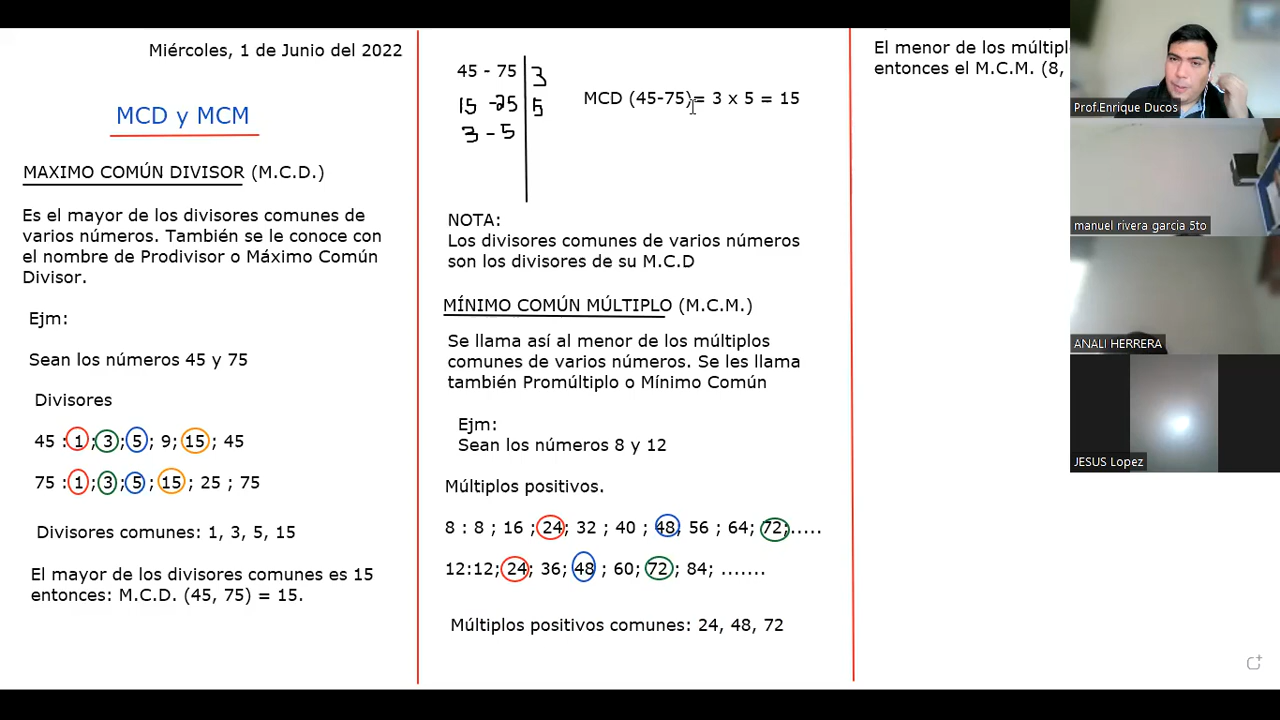 Miércoles, 1 de Junio del 2022
MCD y MCM
MAXIMO COMÚN DIVISOR (M.C.D.)
Es el mayor de los divisores comunes de
varios números. También se le conoce con
el nombre de Prodivisor o Máximo Común
Divisor.
Ejm:
Sean los números 45 y 75
Divisores
45 : 1 ; 3 ; 5 ; 9; 15 ; 45
75 : 1 ; 3 ; 5 ; 15 ; 25 ; 75
Divisores comunes: 1, 3, 5, 15
El mayor de los divisores comunes es 15
entonces: M.C.D. (45, 75) = 15.
45 - 75 | 3
15 - 25 | 5
3 - 5
MCD (45-75)= 3 x 5 = 15
NOTA:
Los divisores comunes de varios números
son los divisores de su M.C.D
MÍNIMO COMÚN MÚLTIPLO (M.C.M.)
Se llama así al menor de los múltiplos
comunes de varios números. Se les llama
también Promúltiplo o Mínimo Común
Ejm:
Sean los números 8 y 12
Múltiplos positivos.
8 : 8 ; 16 ; 24; 32 ; 40 ; 48; 56 ; 64; 72;.....
12:12; 24; 36; 48 ; 60; 72 ; 84; .......
Múltiplos positivos comunes: 24, 48, 72
El menor de los múltipl
entonces el M.C.M. (8,
Prof.Enrique Ducos
manuel rivera garcia 5to
ANALI HERRERA
JESUS Lopez